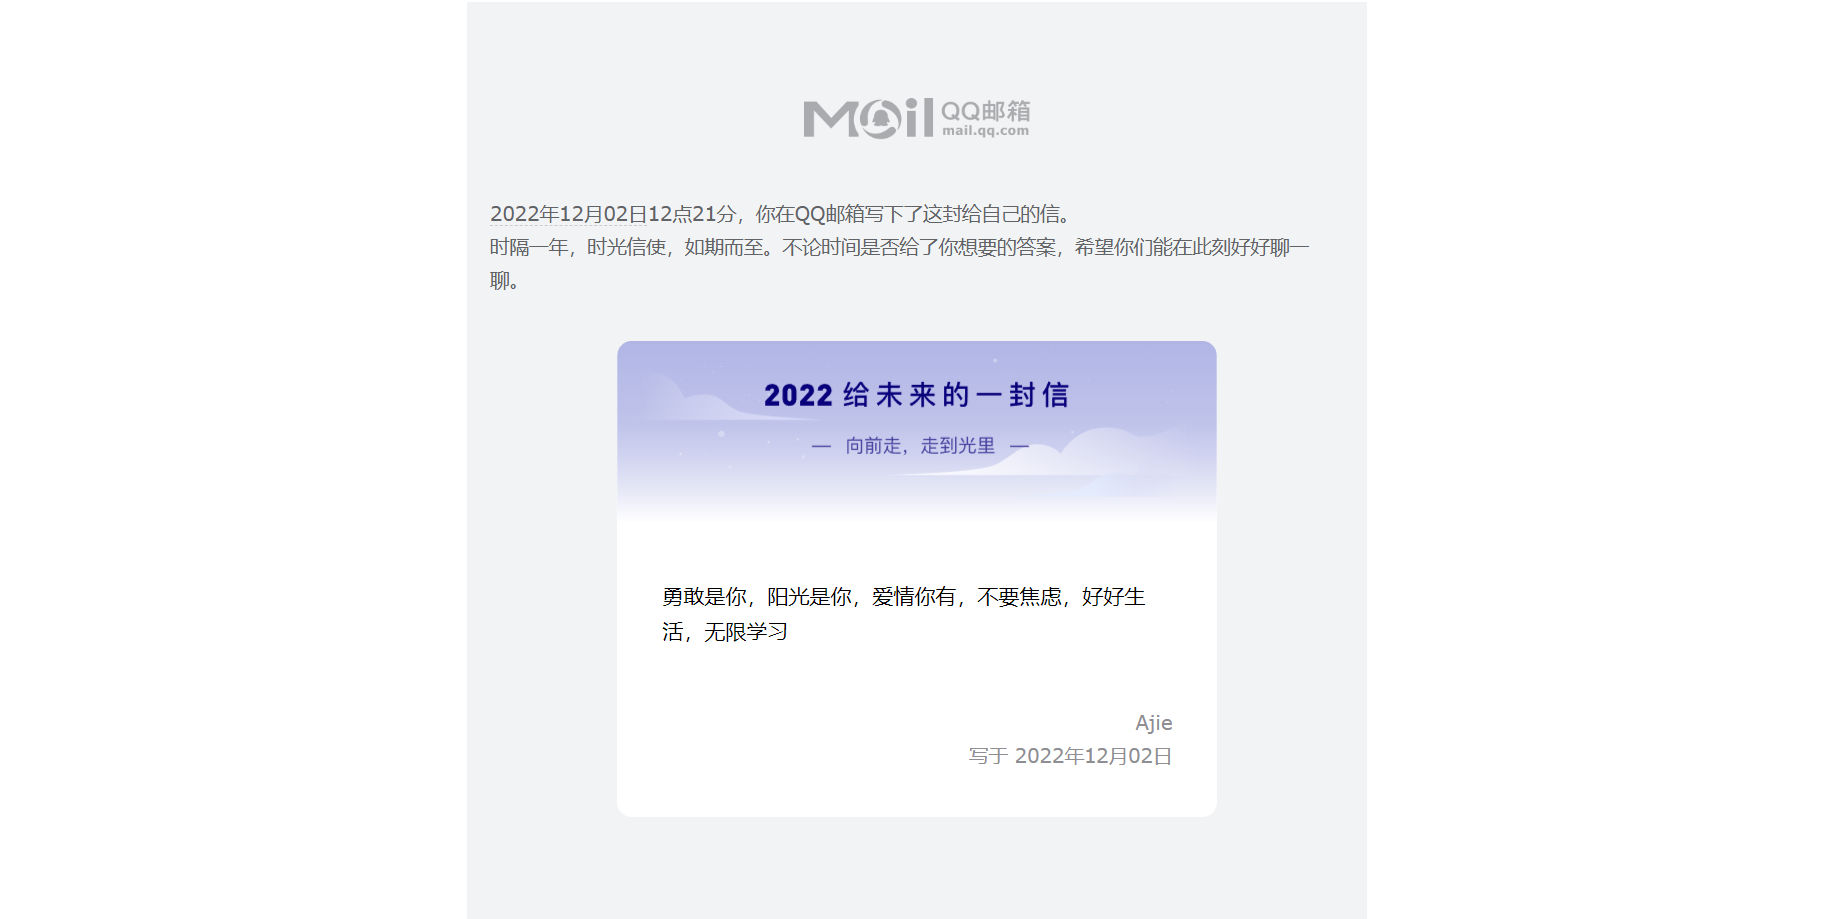 Mail QQ邮箱
mail.qq.com
2022年12月02日12点21分，你在QQ邮箱写下了这封给自己的信。
时隔一年，时光信使，如期而至。不论时间是否给了你想要的答案，希望你们能在此刻好好聊一
聊。
2022 给未来的一封信
— 向前走，走到光里 —
勇敢是你，阳光是你，爱情你有，不要焦虑，好好生
活，无限学习
Ajie
写于 2022年12月02日